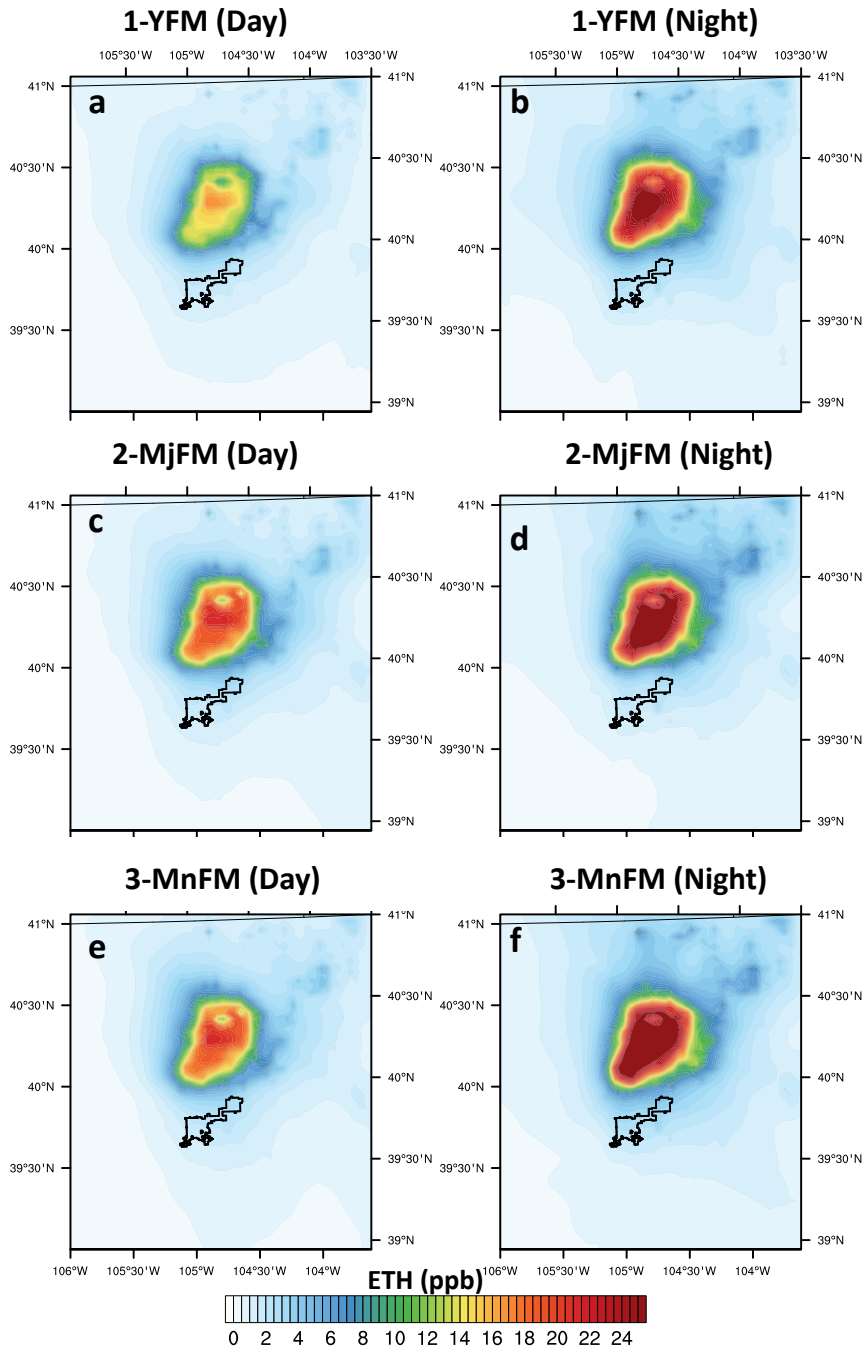 1-YFM (Day)
1-YFM (Night)
105°30'W 105°W 104°30'W 104°W 103°30'W
105°30'W 105°W 104°30'W 104°W 103°30'W
a
b
41°N 41°N 41°N 41°N
40°30'N 40°30'N 40°30'N 40°30'N
40°N 40°N 40°N 40°N
39°30'N 39°30'N 39°30'N 39°30'N
39°N 39°N
2-MjFM (Day)
2-MjFM (Night)
c
d
41°N 41°N 41°N 41°N
40°30'N 40°30'N 40°30'N 40°30'N
40°N 40°N 40°N 40°N
39°30'N 39°30'N 39°30'N 39°30'N
39°N 39°N
3-MnFM (Day)
3-MnFM (Night)
e
f
41°N 41°N 41°N 41°N
40°30'N 40°30'N 40°30'N 40°30'N
40°N 40°N 40°N 40°N
39°30'N 39°30'N 39°30'N 39°30'N
39°N 39°N
106°W 105°30'W 105°W 104°30'W 104°W
106°W 105°30'W 105°W 104°30'W 104°W
ETH (ppb)
0 2 4 6 8 10 12 14 16 18 20 22 24